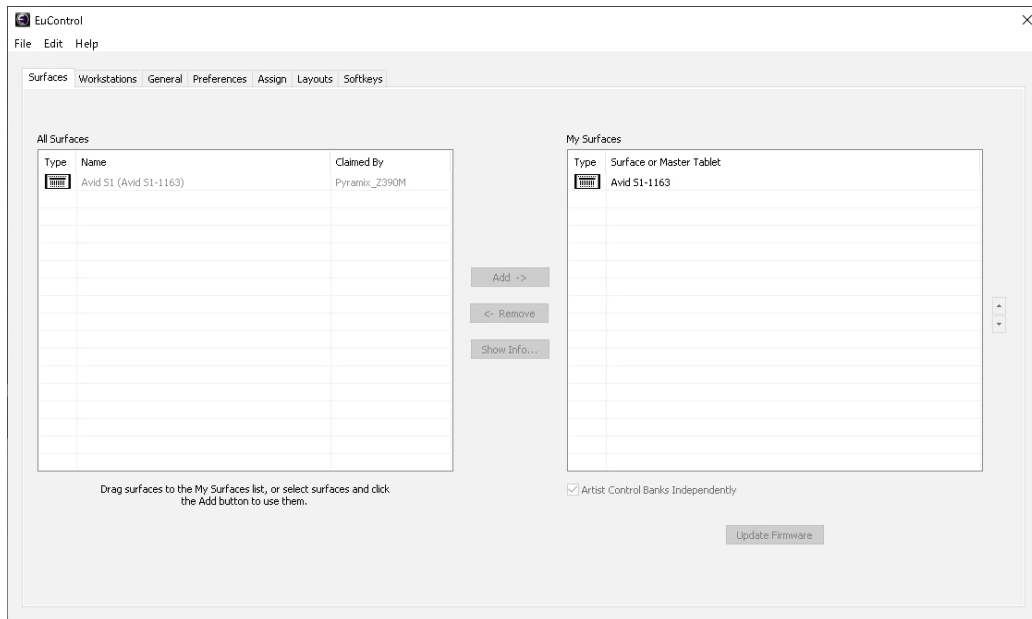 EuControl
File Edit Help
Surfaces Workstations General Preferences Assign Layouts Softkeys
All Surfaces
Type Name Claimed By
Avid S1 (Avid S1-1163) Pyramix_Z390M
Add ->
<- Remove
Show Info...
My Surfaces
Type Surface or Master Tablet
Avid S1-1163
Drag surfaces to the My Surfaces list, or select surfaces and click
the Add button to use them.
Artist Control Banks Independently
Update Firmware